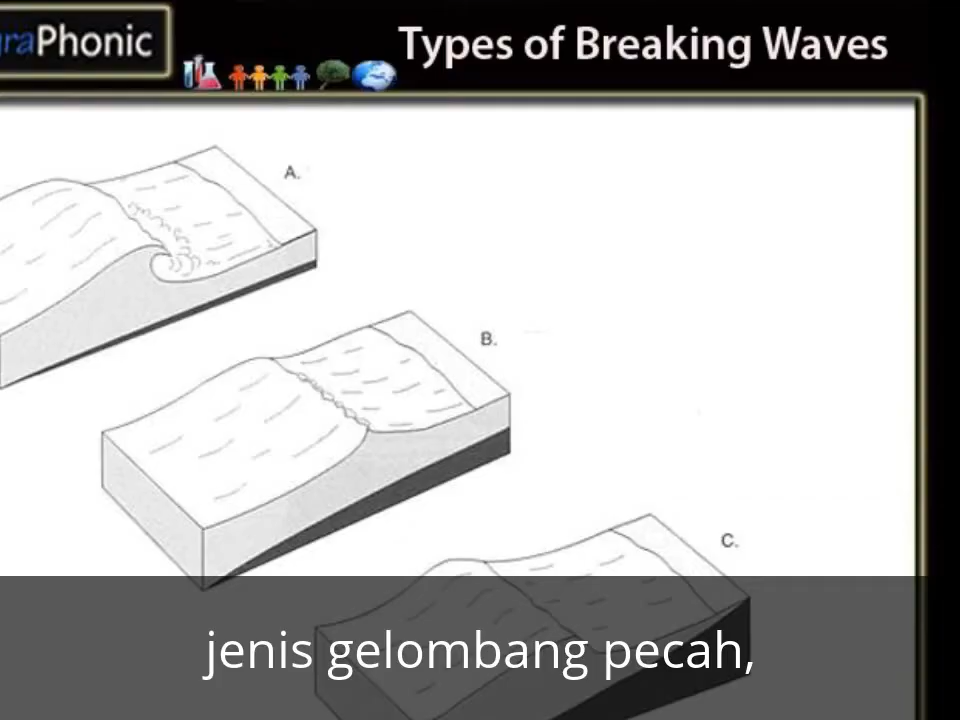 raPhonic
Types of Breaking Waves
A.
B.
C.
jenis gelombang pecah,